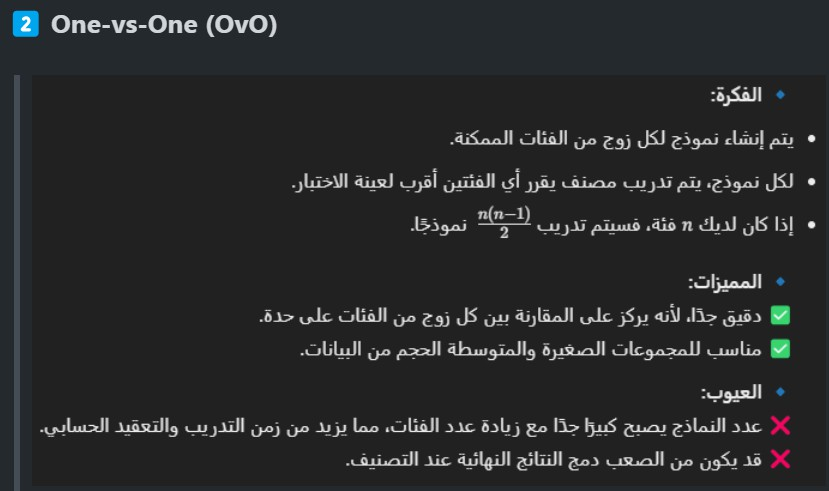 2 One-vs-One (OvO)
الفكرة:
يتم إنشاء نموذج لكل زوج من الفئات الممكنة.
لكل نموذج، يتم تدريب مصنف يقرر أي الفئتين أقرب لعينة الاختبار.
إذا كان لديك n فئة، فسيتم تدريب n(n−1)/2 نموذجًا.
المميزات:
✅ دقيق جدًا، لأنه يركز على المقارنة بين كل زوج من الفئات على حدة.
✅ مناسب للمجموعات الصغيرة والمتوسطة الحجم من البيانات.
العيوب:
❌ عدد النماذج يصبح كبيرًا جدًا مع زيادة عدد الفئات، مما يزيد من زمن التدريب والتعقيد الحسابي.
❌ قد يكون من الصعب دمج النتائج النهائية عند التصنيف.